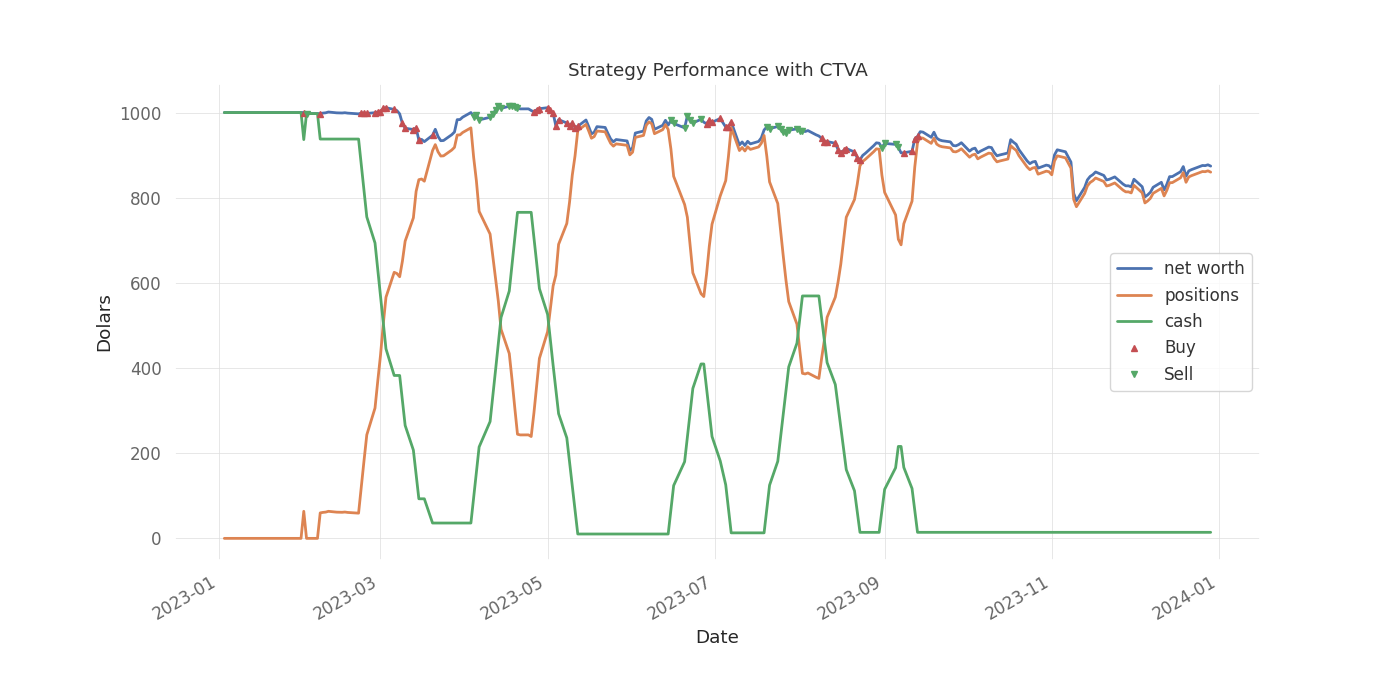 Strategy Performance with CTVA
1000
800
600
400
200
0
Dolars
2023-01
2023-03
2023-05
2023-07
2023-09
2023-11
2024-01
Date
net worth
positions
cash
Buy
Sell